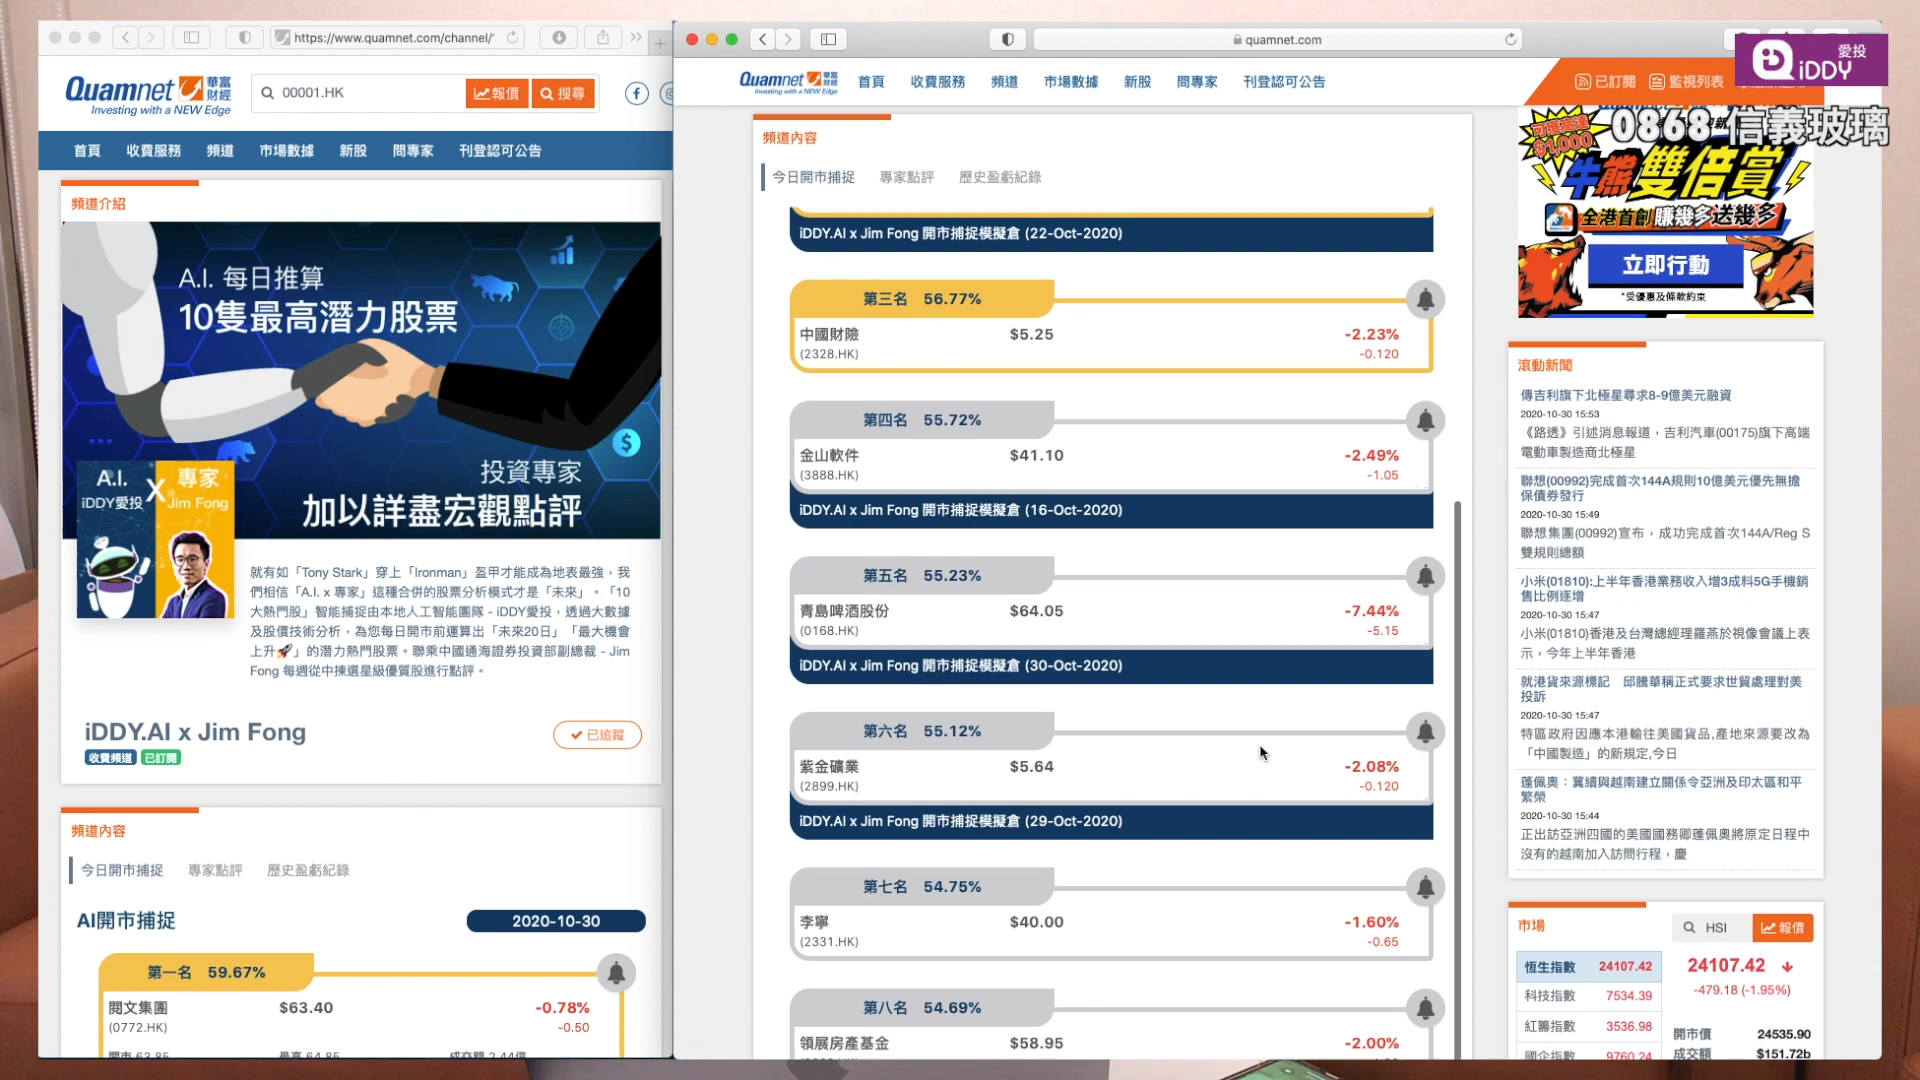 https://www.quamnet.com/channel/
Quamnet 華富財經
Investing with a NEW Edge
00001.HK
報價
搜尋
首頁 收費服務 頻道 市場數據 新股 問專家 刊登認可公告
頻道介紹
A.I. 每日推算
10隻最高潛力股票
投資專家
加以詳盡宏觀點評
A.I.
iDDY愛投
X
專家
Jim Fong
就有如「Tony Stark」穿上「Ironman」盔甲才能成為地表最強，我
們相信「A.I. x 專家」這種合併的股票分析模式才是「未來」。「10
大熱門股」智能捕捉由本地人工智能團隊 - iDDY愛投，透過大數據
及股價技術分析，為您每日開市前運算出「未來20日」「最大機會
上升🚀」的潛力熱門股票。聯乘中國通海證券投資部副總裁 - Jim
Fong 每週從中揀選星級優質股進行點評。
iDDY.AI x Jim Fong
已追蹤
收費頻道 已訂閱
頻道內容
今日開市捕捉 專家點評 歷史盈虧紀錄
AI開市捕捉
2020-10-30
第一名 59.67%
閱文集團 $63.40 -0.78%
(0772.HK) -0.50
開市 63.85 最高 64.85 成交額 2.44億
quamnet.com
Quamnet 華富財經
Investing with a NEW Edge
首頁 收費服務 頻道 市場數據 新股 問專家 刊登認可公告
已訂閱 監視列表
iDDY 愛投
0868 信義玻璃
頻道內容
今日開市捕捉 專家點評 歷史盈虧紀錄
iDDY.AI x Jim Fong 開市捕捉模擬倉 (22-Oct-2020)
第三名 56.77%
中國財險 $5.25 -2.23%
(2328.HK) -0.120
第四名 55.72%
金山軟件 $41.10 -2.49%
(3888.HK) -1.05
iDDY.AI x Jim Fong 開市捕捉模擬倉 (16-Oct-2020)
第五名 55.23%
青島啤酒股份 $64.05 -7.44%
(0168.HK) -5.15
iDDY.AI x Jim Fong 開市捕捉模擬倉 (30-Oct-2020)
第六名 55.12%
紫金礦業 $5.64 -2.08%
(2899.HK) -0.120
iDDY.AI x Jim Fong 開市捕捉模擬倉 (29-Oct-2020)
第七名 54.75%
李寧 $40.00 -1.60%
(2331.HK) -0.65
第八名 54.69%
領展房產基金 $58.95 -2.00%
可獲高達
$1,000
牛熊雙倍賞
全港首創賺幾多送幾多
立即行動
*受優惠及條款約束
滾動新聞
傳吉利旗下北極星尋求8-9億美元融資
2020-10-30 15:53
《路透》引述消息報道，吉利汽車(00175)旗下高端
電動車製造商北極星
聯想(00992)完成首次144A規則10億美元優先無擔
保債券發行
2020-10-30 15:49
聯想集團(00992)宣布，成功完成首次144A/Reg S
雙規則總額
小米(01810):上半年香港業務收入增3成料5G手機銷
售比例逐增
2020-10-30 15:47
小米(01810)香港及台灣總經理羅燕於視像會議上表
示，今年上半年香港
就港貨來源標記　邱騰華稱正式要求世貿處理對美
投訴
2020-10-30 15:47
特區政府因應本港輸往美國貨品,產地來源要改為
「中國製造」的新規定,今日
蓬佩奧：冀續與越南建立關係令亞洲及印太區和平
繁榮
2020-10-30 15:44
正出訪亞洲四國的美國國務卿蓬佩奧將原定日程中
沒有的越南加入訪問行程，慶
市場
HSI
報價
恆生指數 24107.42
科技指數 7534.39
紅籌指數 3536.98
國企指數 9760.24
24107.42
-479.18 (-1.95%)
開市價 24535.90
成交額 $151.72b